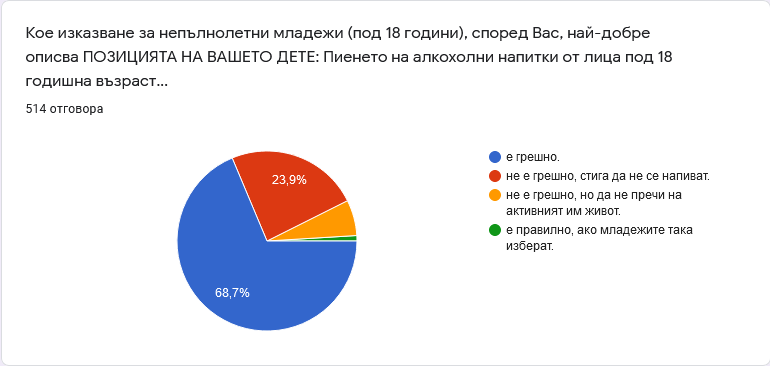 Кое изказване за непълнолетни младежи (под 18 години), според Вас, най-добре
описва ПОЗИЦИЯТА НА ВАШЕТО ДЕТЕ: Пиенето на алкохолни напитки от лица под 18
годишна възраст...
514 отговора
е грешно.
не е грешно, стига да не се напиват.
не е грешно, но да не пречи на
активният им живот.
е правилно, ако младежите така
изберат.
23,9%
68,7%